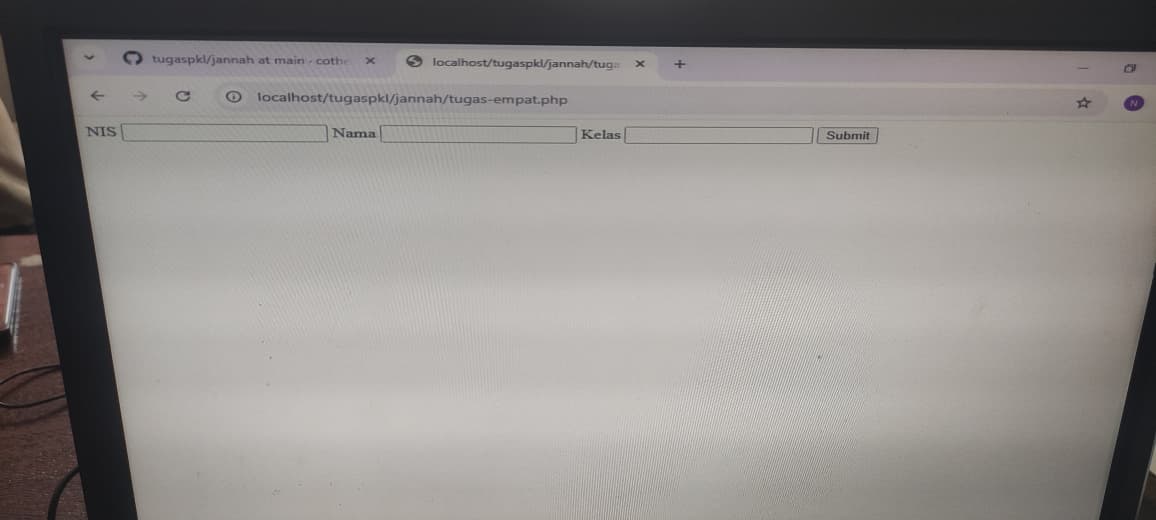 tugaspkl/jannah at main · cothe
localhost/tugaspkl/jannah/tuga
localhost/tugaspkl/jannah/tugas-empat.php
N
NIS Nama Kelas Submit